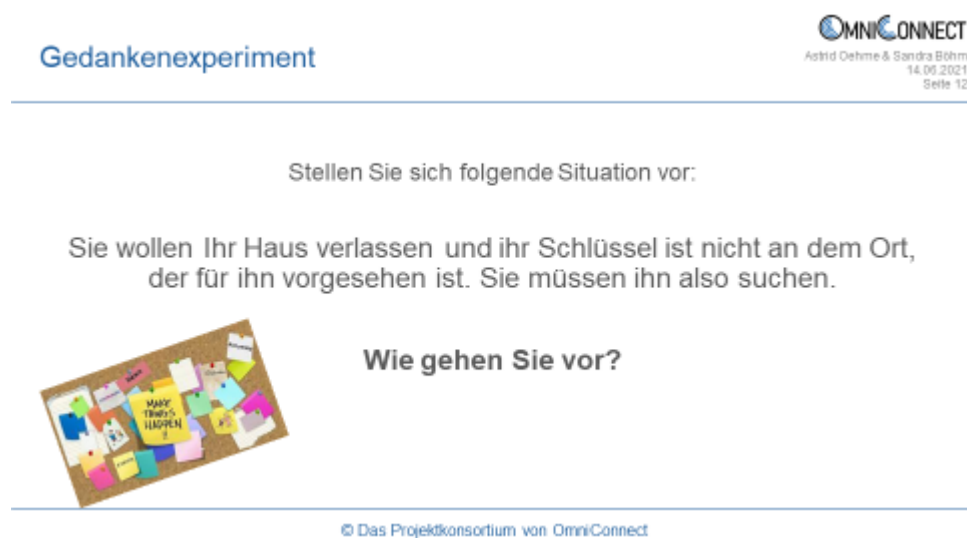 OMNICONNECT
Gedankenexperiment
Astrid Oehme & Sandra Böhm
14.06.2021
Seite 12
Stellen Sie sich folgende Situation vor:
Sie wollen Ihr Haus verlassen und ihr Schlüssel ist nicht an dem Ort,
der für ihn vorgesehen ist. Sie müssen ihn also suchen.
Wie gehen Sie vor?
MAKE
THINGS
HAPPEN
!!
© Das Projektkonsortium von OmniConnect